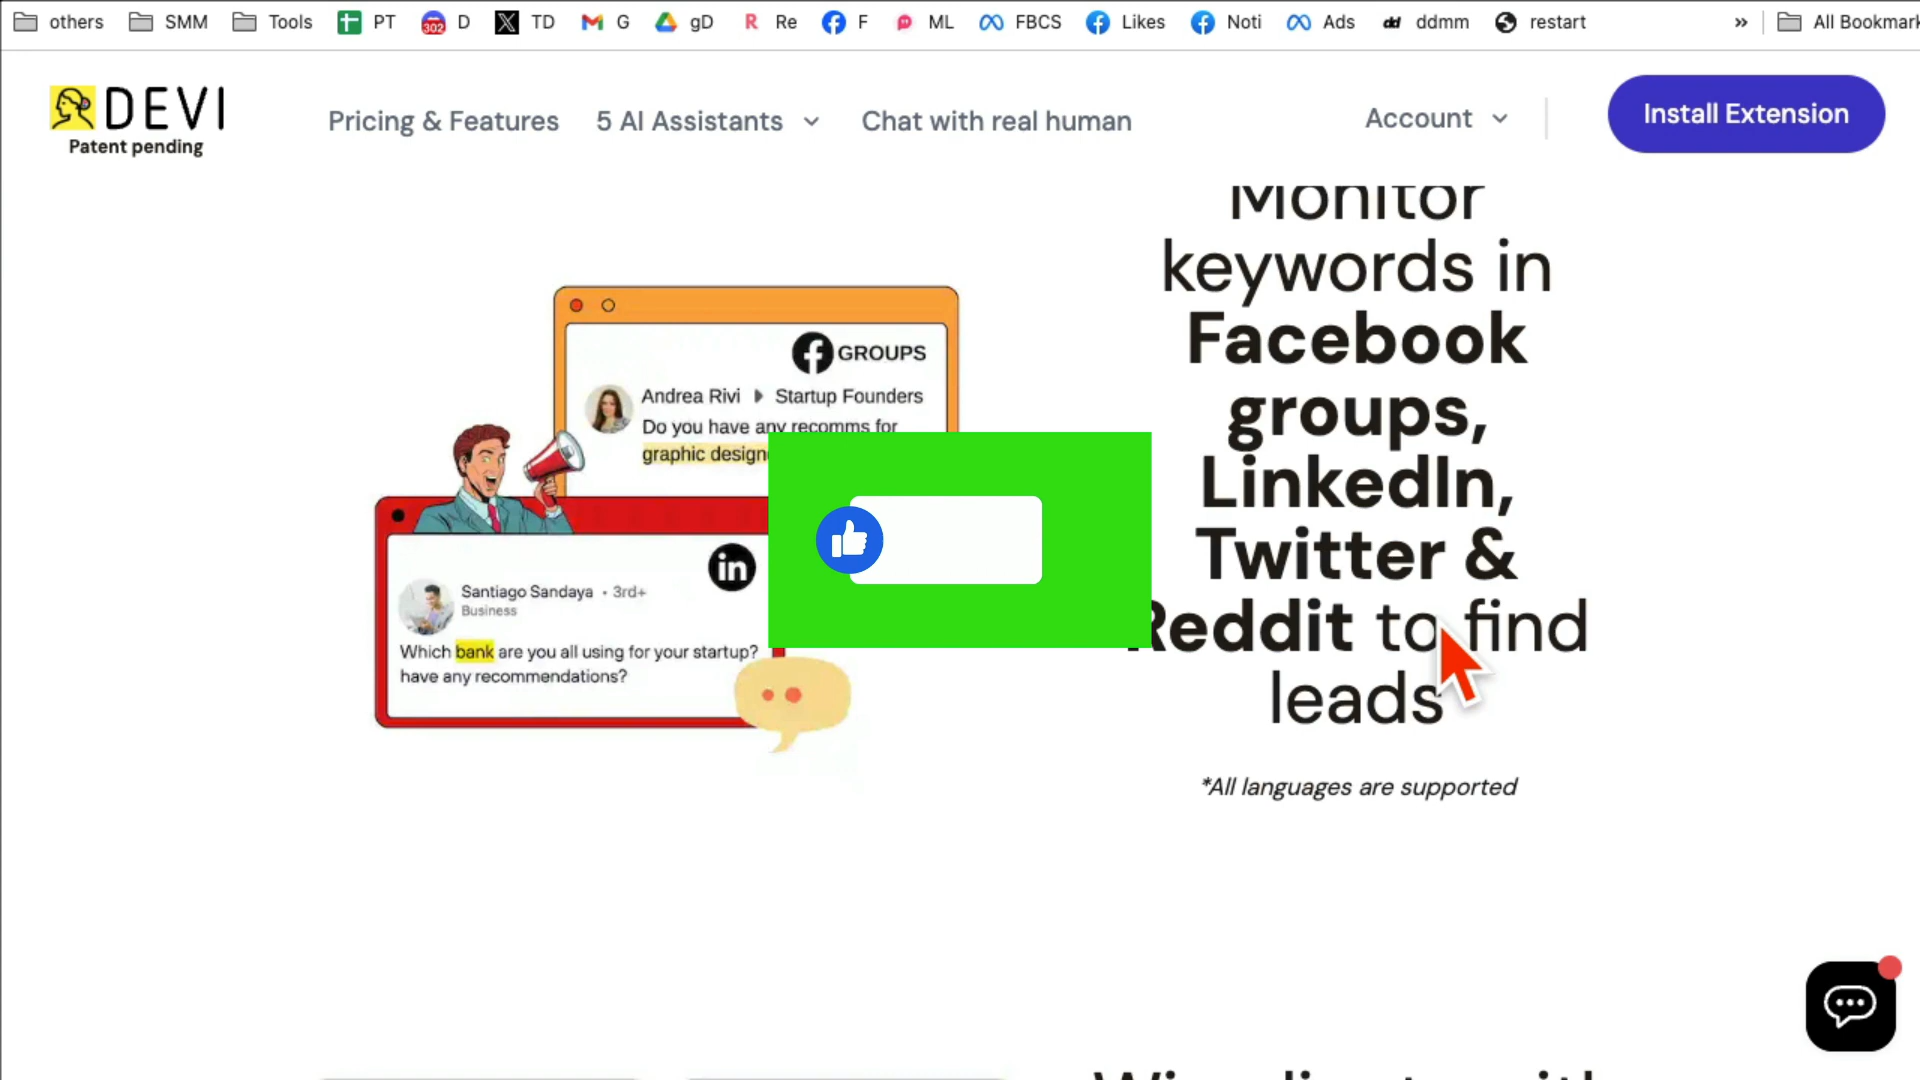 others SMM Tools PT D TD G gD Re F ML FBCS Likes Noti Ads ddmm restart » All Bookmark
DEVI
Patent pending
Pricing & Features 5 AI Assistants Chat with real human Account Install Extension
GROUPS
Andrea Rivi Startup Founders
Do you have any recomms for
graphic design
in
Santiago Sandaya • 3rd+
Business
Which bank are you all using for your startup?
have any recommendations?
Monitor
keywords in
Facebook
groups,
LinkedIn,
Twitter &
Reddit to find
leads
*All languages are supported